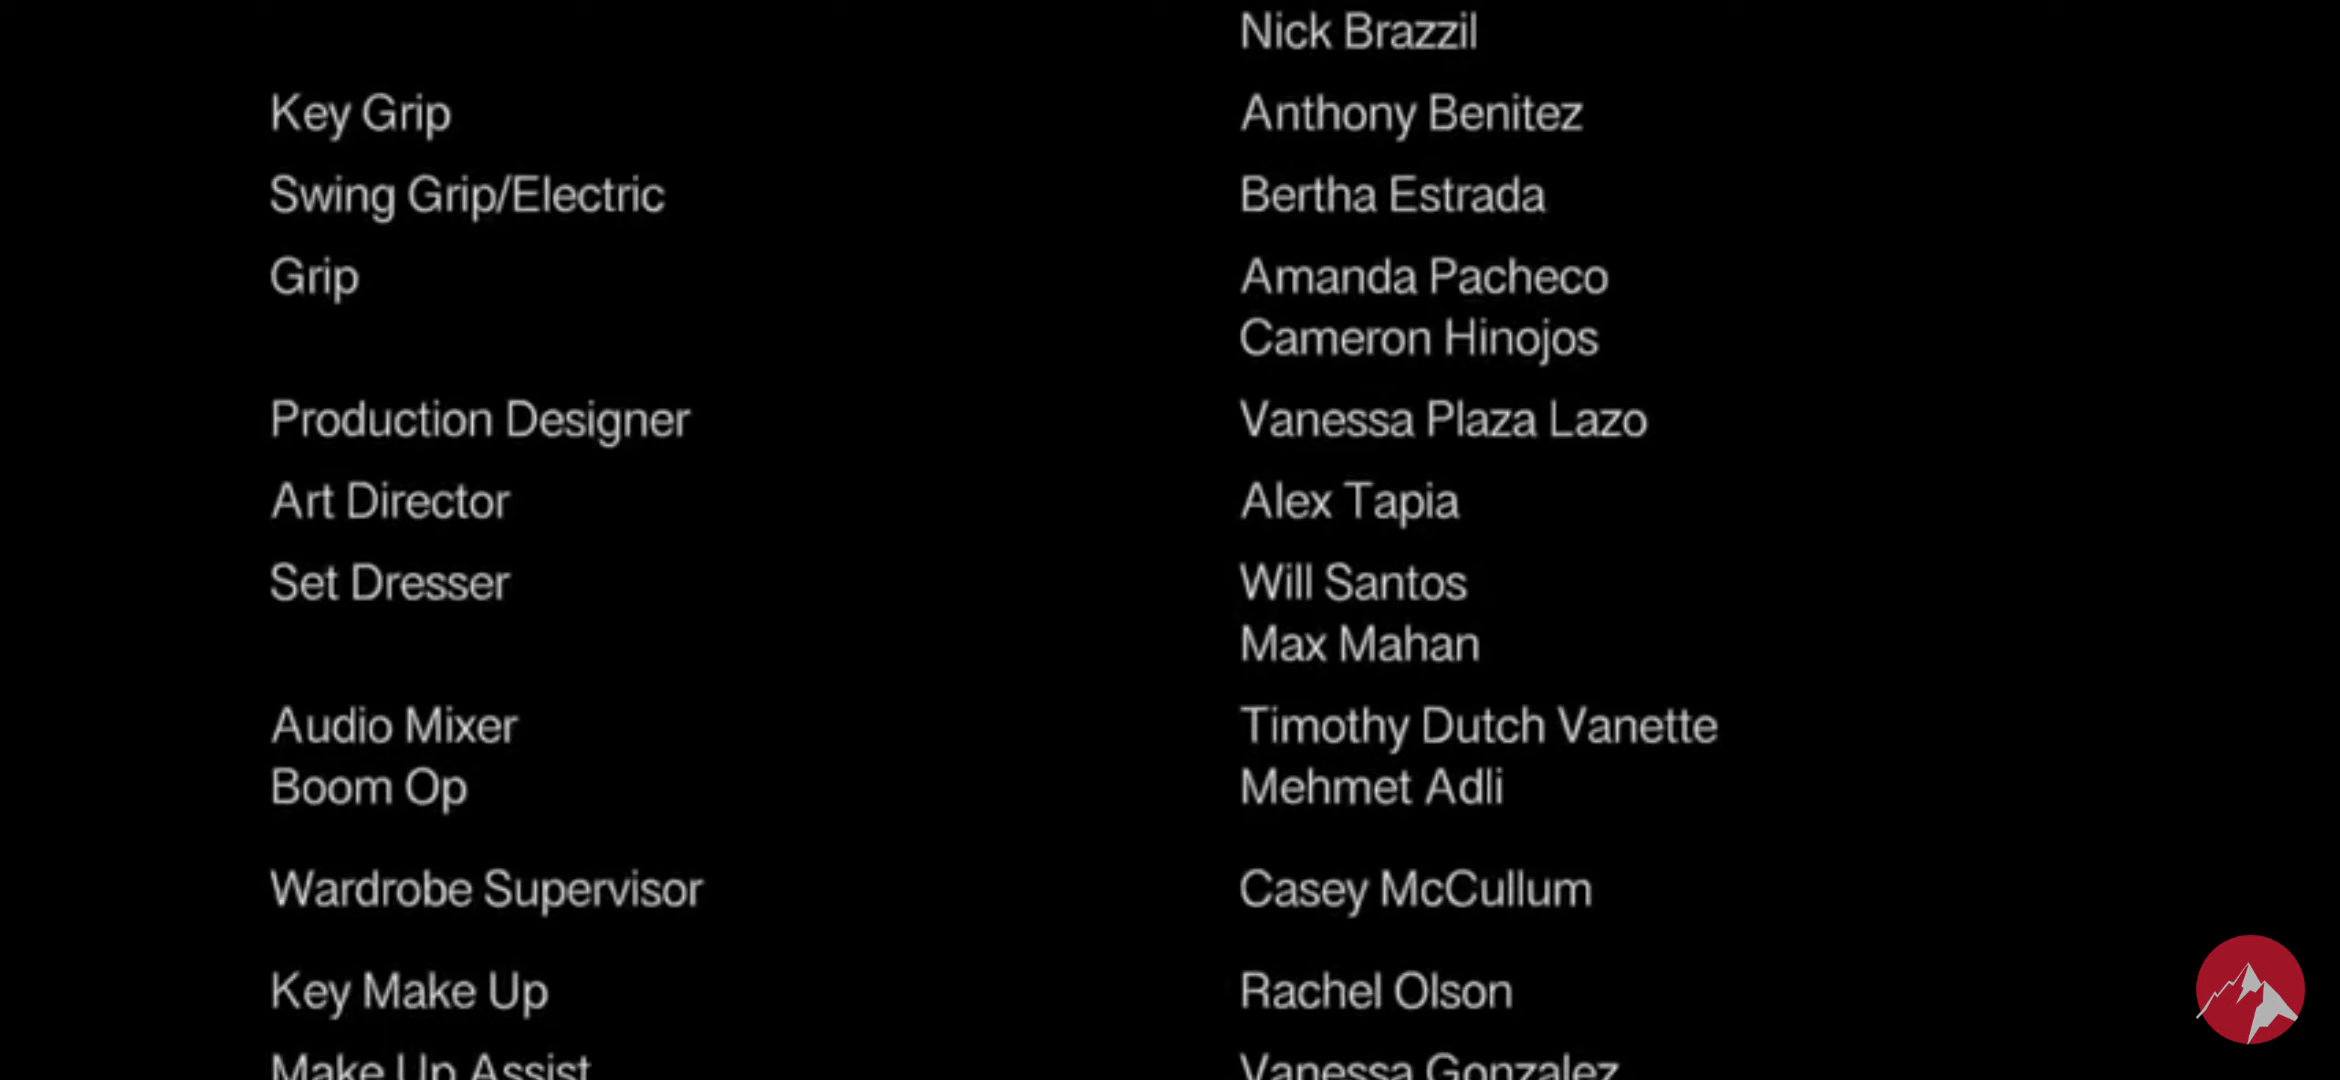 Nick Brazzil
Key Grip Anthony Benitez
Swing Grip/Electric Bertha Estrada
Grip Amanda Pacheco
Cameron Hinojos
Production Designer Vanessa Plaza Lazo
Art Director Alex Tapia
Set Dresser Will Santos
Max Mahan
Audio Mixer Timothy Dutch Vanette
Boom Op Mehmet Adli
Wardrobe Supervisor Casey McCullum
Key Make Up Rachel Olson
Make Up Assist Vanessa Gonzalez